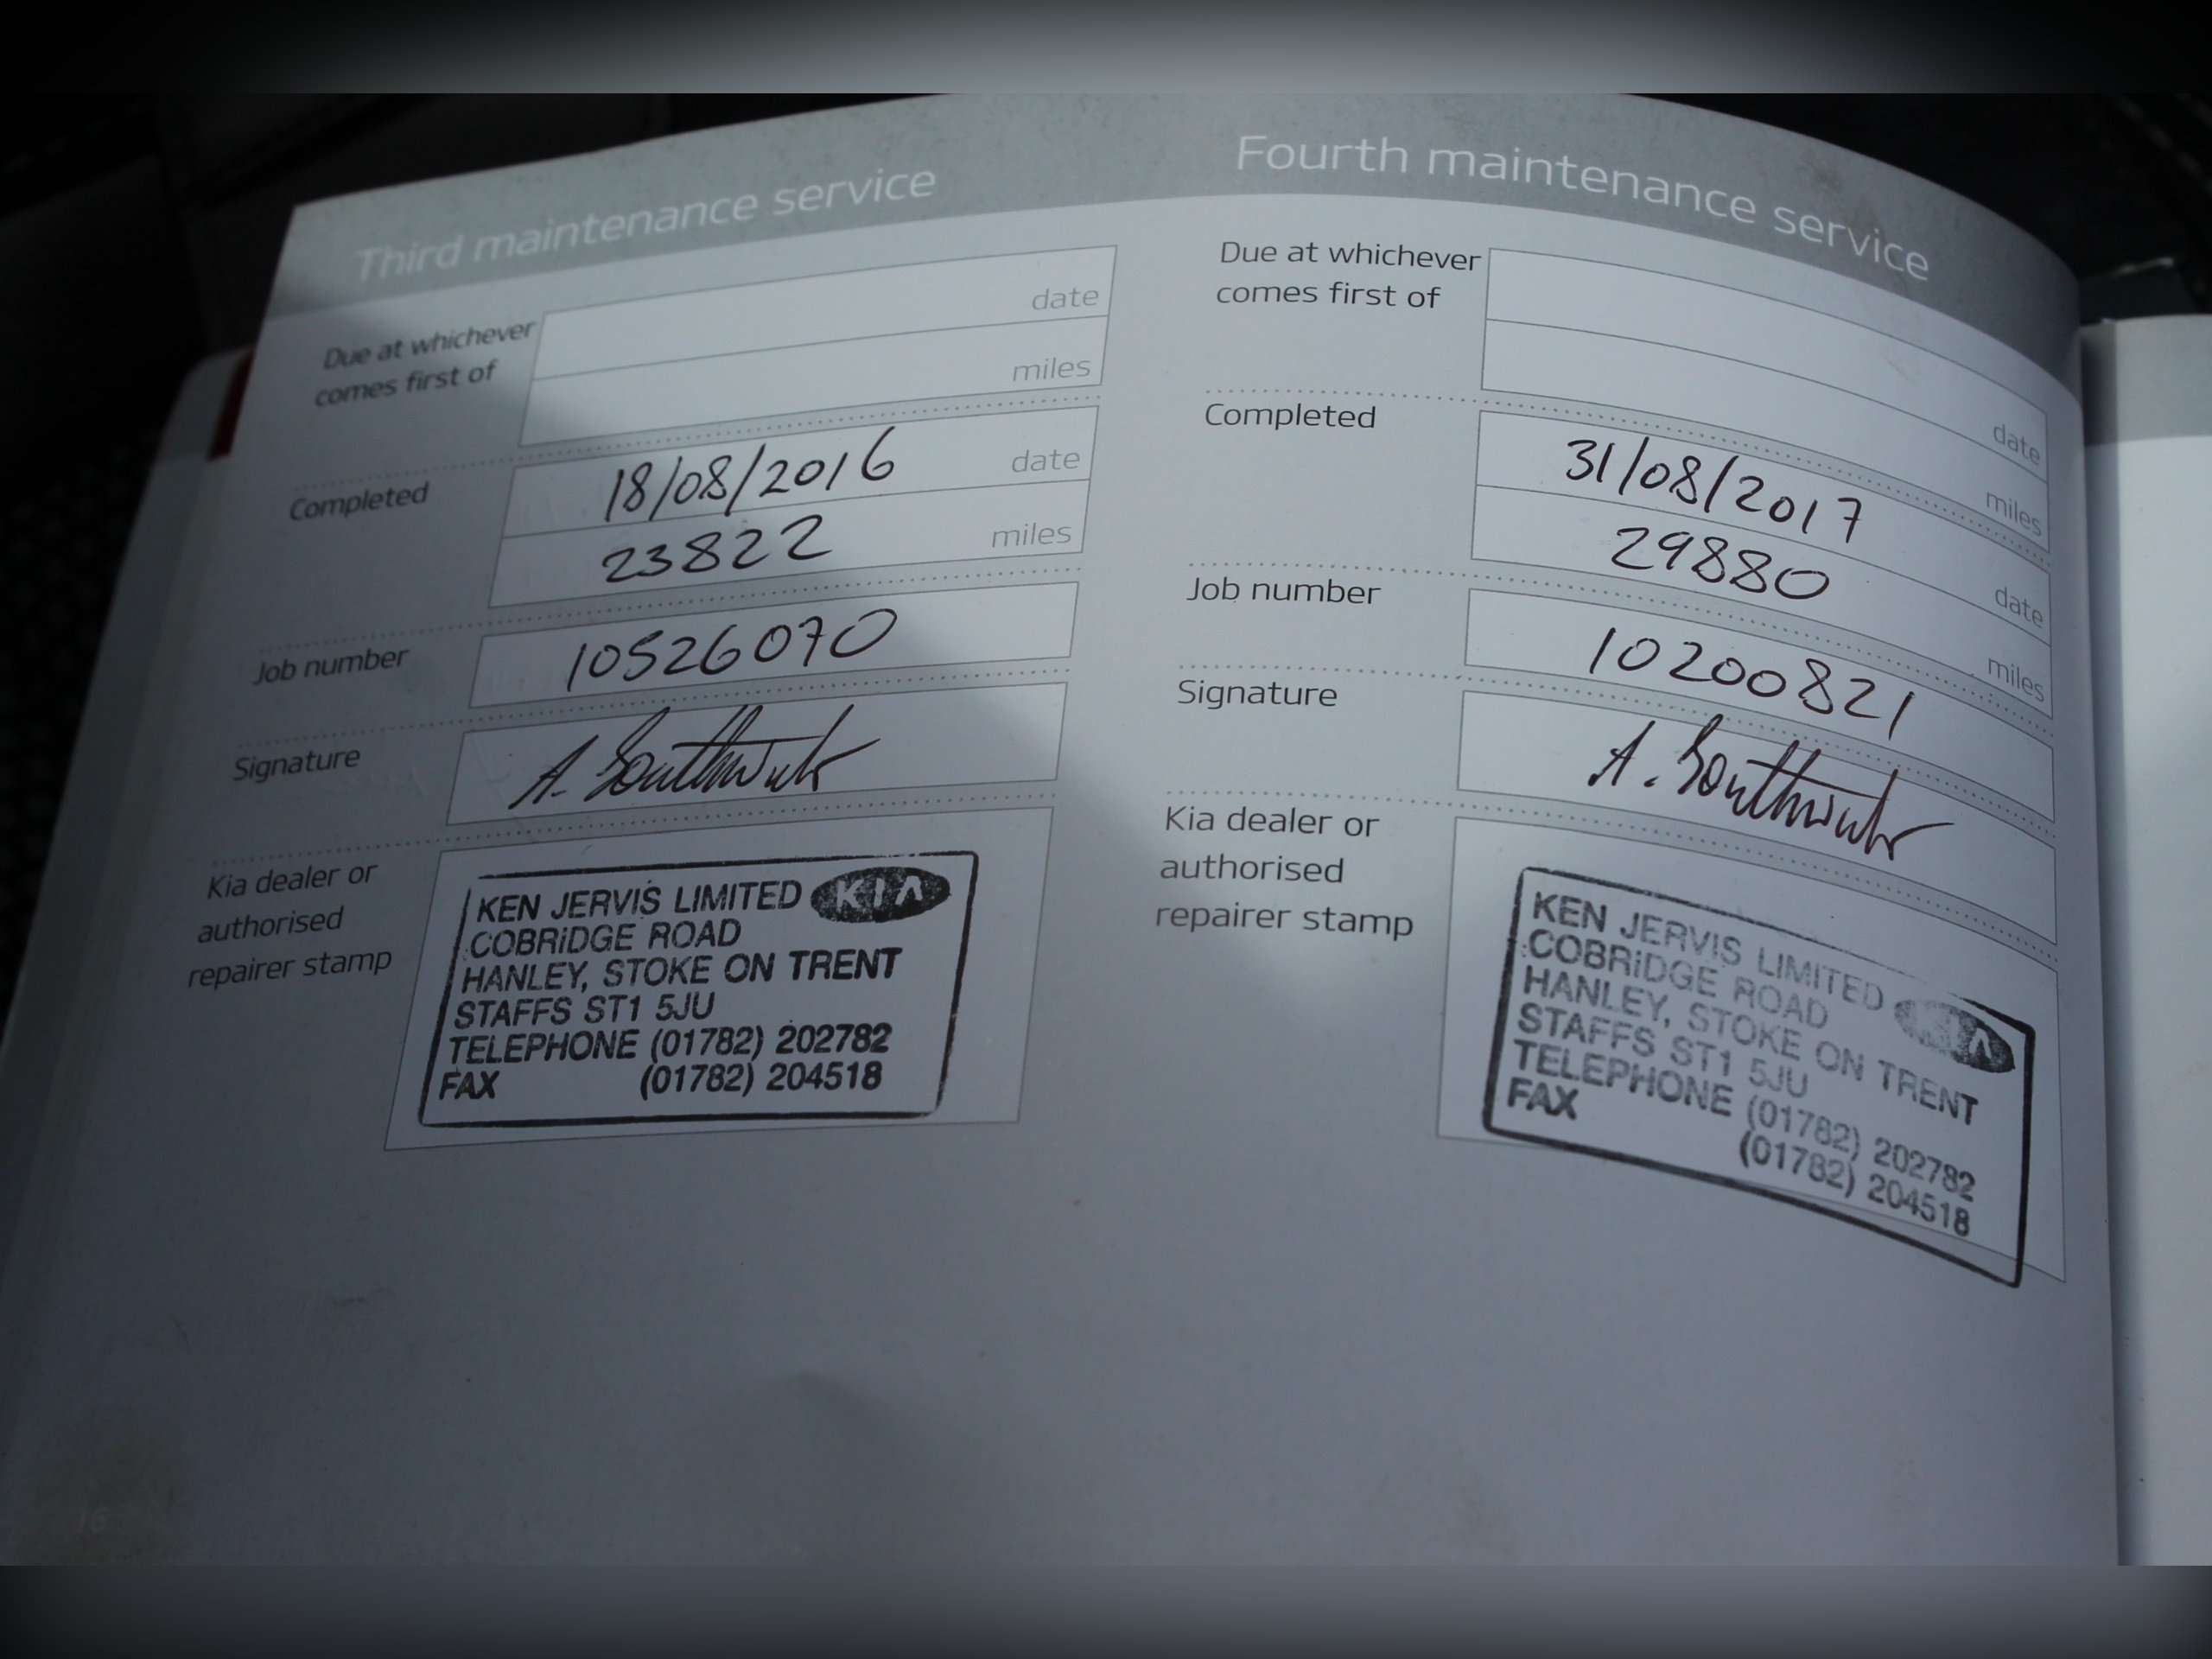 Third maintenance service
Due at whichever
comes first of
date
miles
Completed
18/08/2016 date
23822 miles
Job number
10526070
Signature
A.
Kia dealer or
authorised
repairer stamp
KEN JERVIS LIMITED KIA
COBRiDGE ROAD
HANLEY, STOKE ON TRENT
STAFFS ST1 5JU
TELEPHONE (01782) 202782
FAX (01782) 204518
16
Fourth maintenance service
Due at whichever
comes first of
date
miles
Completed
31/08/2017 date
29880 miles
Job number
10200821
Signature
A.
Kia dealer or
authorised
repairer stamp
KEN JERVIS LIMITED KIA
COBRiDGE ROAD
HANLEY, STOKE ON TRENT
STAFFS ST1 5JU
TELEPHONE (01782) 202782
FAX (01782) 204518